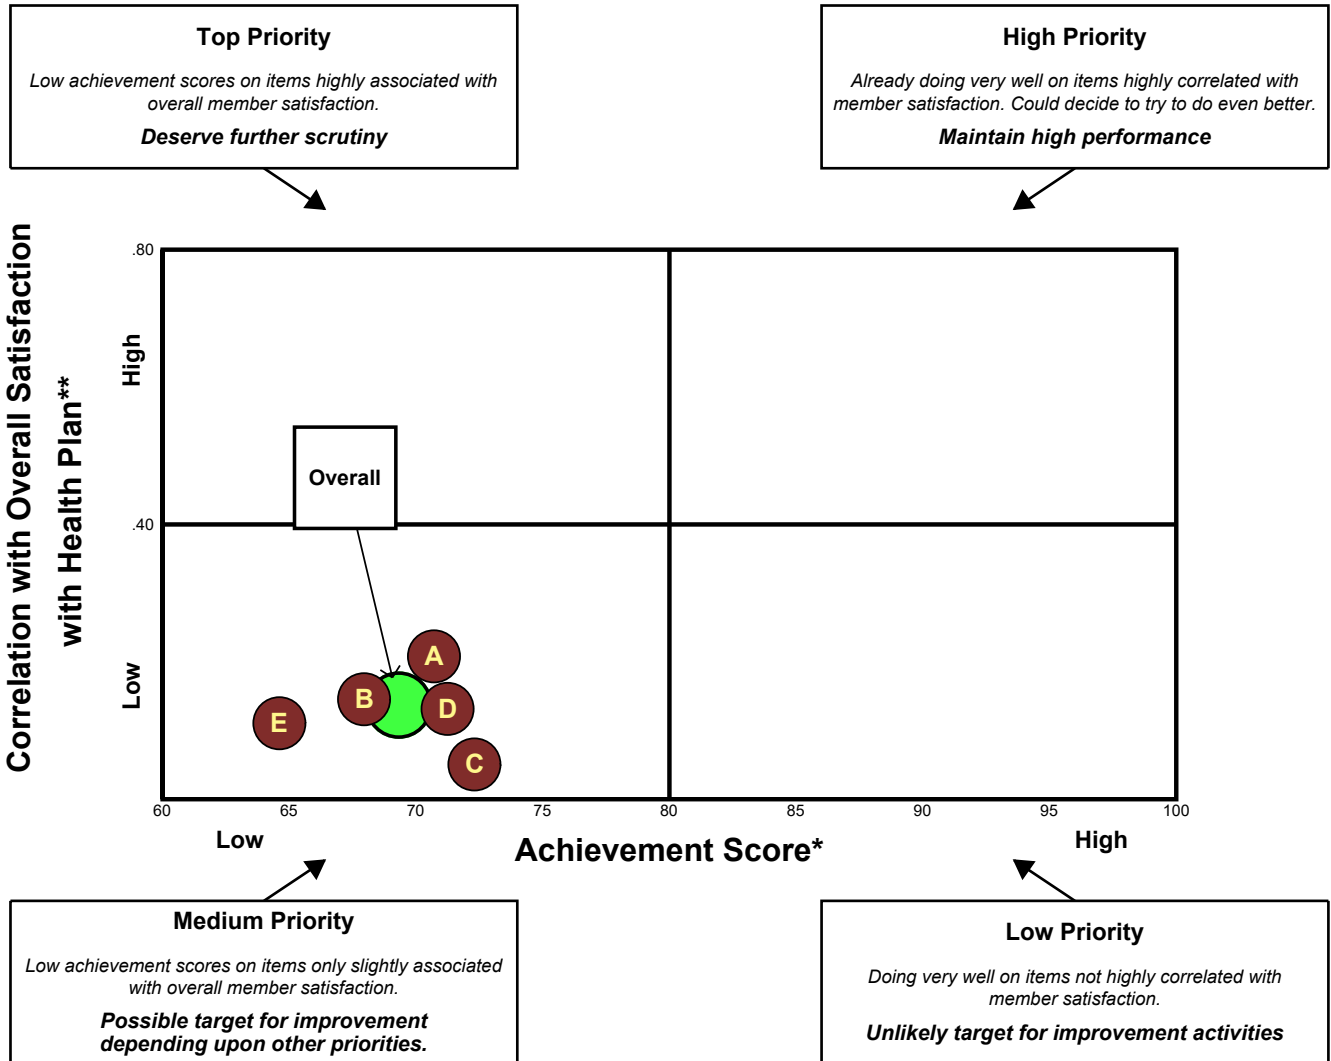 Top Priority
Low achievement scores on items highly associated with
overall member satisfaction.
Deserve further scrutiny
High Priority
Already doing very well on items highly correlated with
member satisfaction. Could decide to try to do even better.
Maintain high performance
Correlation with Overall Satisfaction
with Health Plan**
.80
High
Overall
.40
Low
A
B
D
E
C
60
65
70
75
80
85
90
95
100
Low
Achievement Score*
High
Medium Priority
Low achievement scores on items only slightly associated
with overall member satisfaction.
Possible target for improvement
depending upon other priorities.
Low Priority
Doing very well on items not highly correlated with
member satisfaction.
Unlikely target for improvement activities